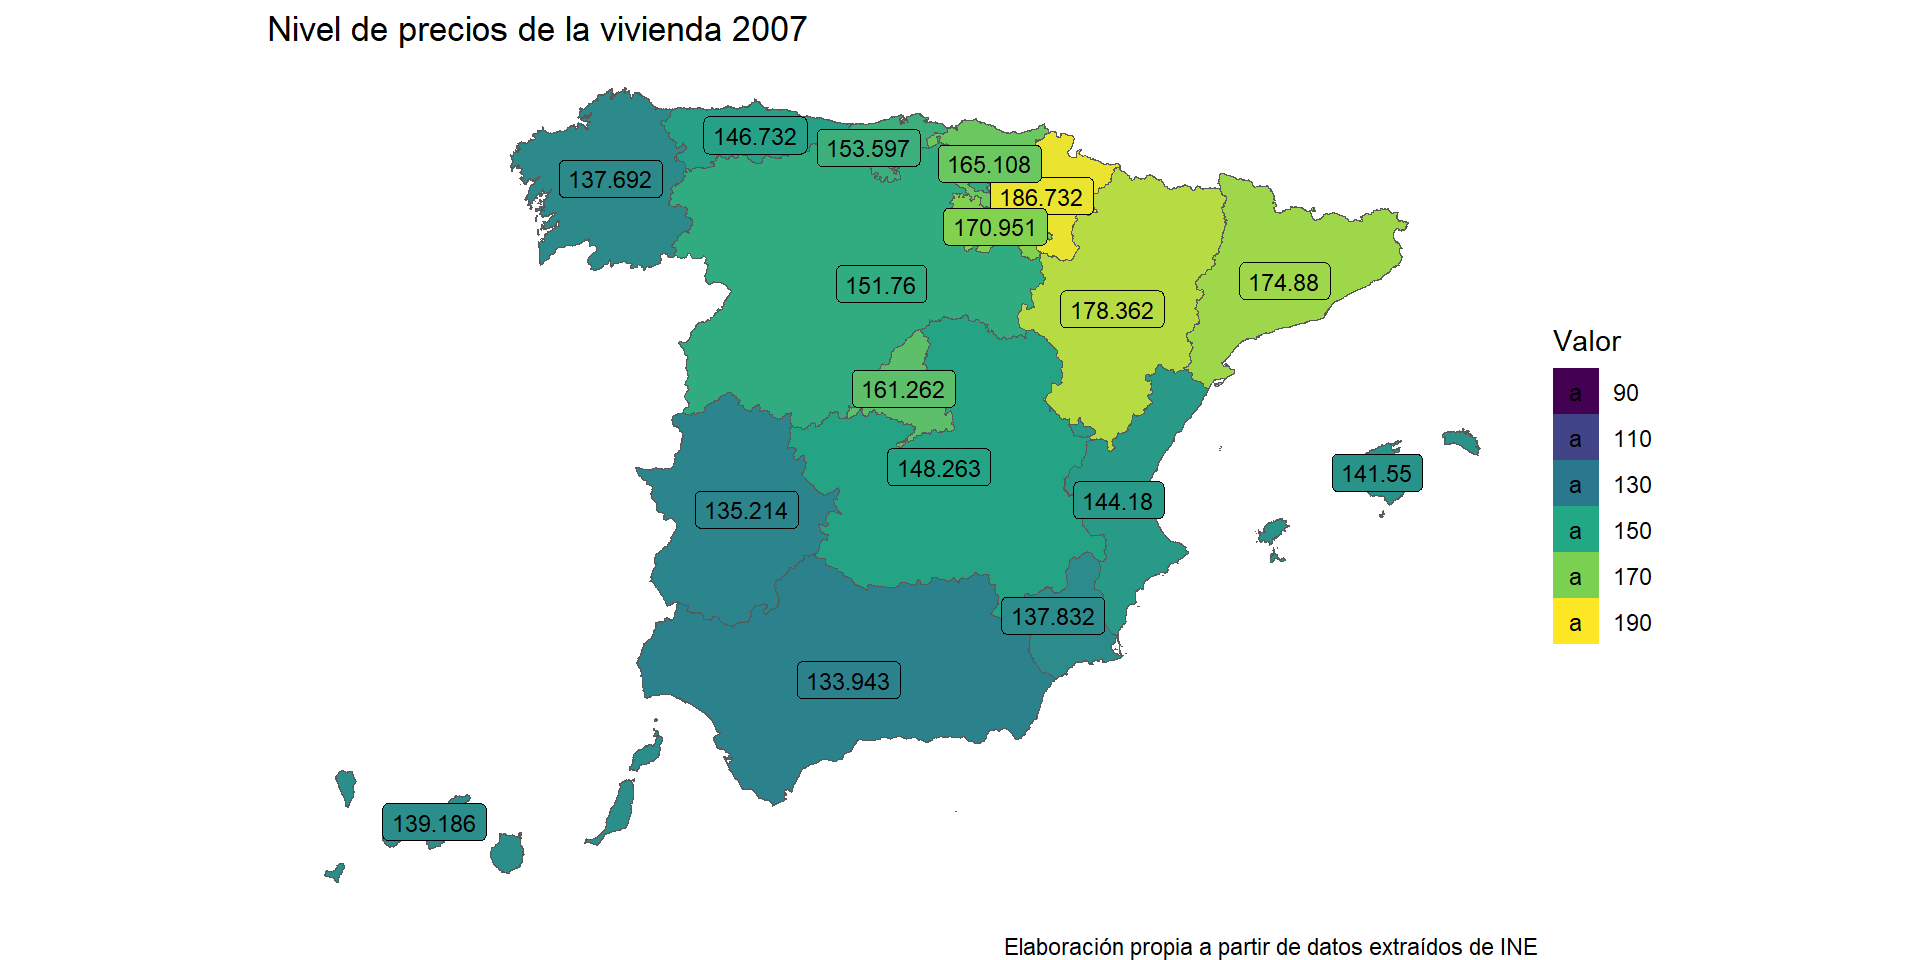 Nivel de precios de la vivienda 2007
146.732
153.597
165.108
137.692
186.732
170.951
151.76
174.88
178.362
161.262
148.263
141.55
144.18
135.214
137.832
133.943
139.186
Valor
a 90
a 110
a 130
a 150
a 170
a 190
Elaboración propia a partir de datos extraídos de INE